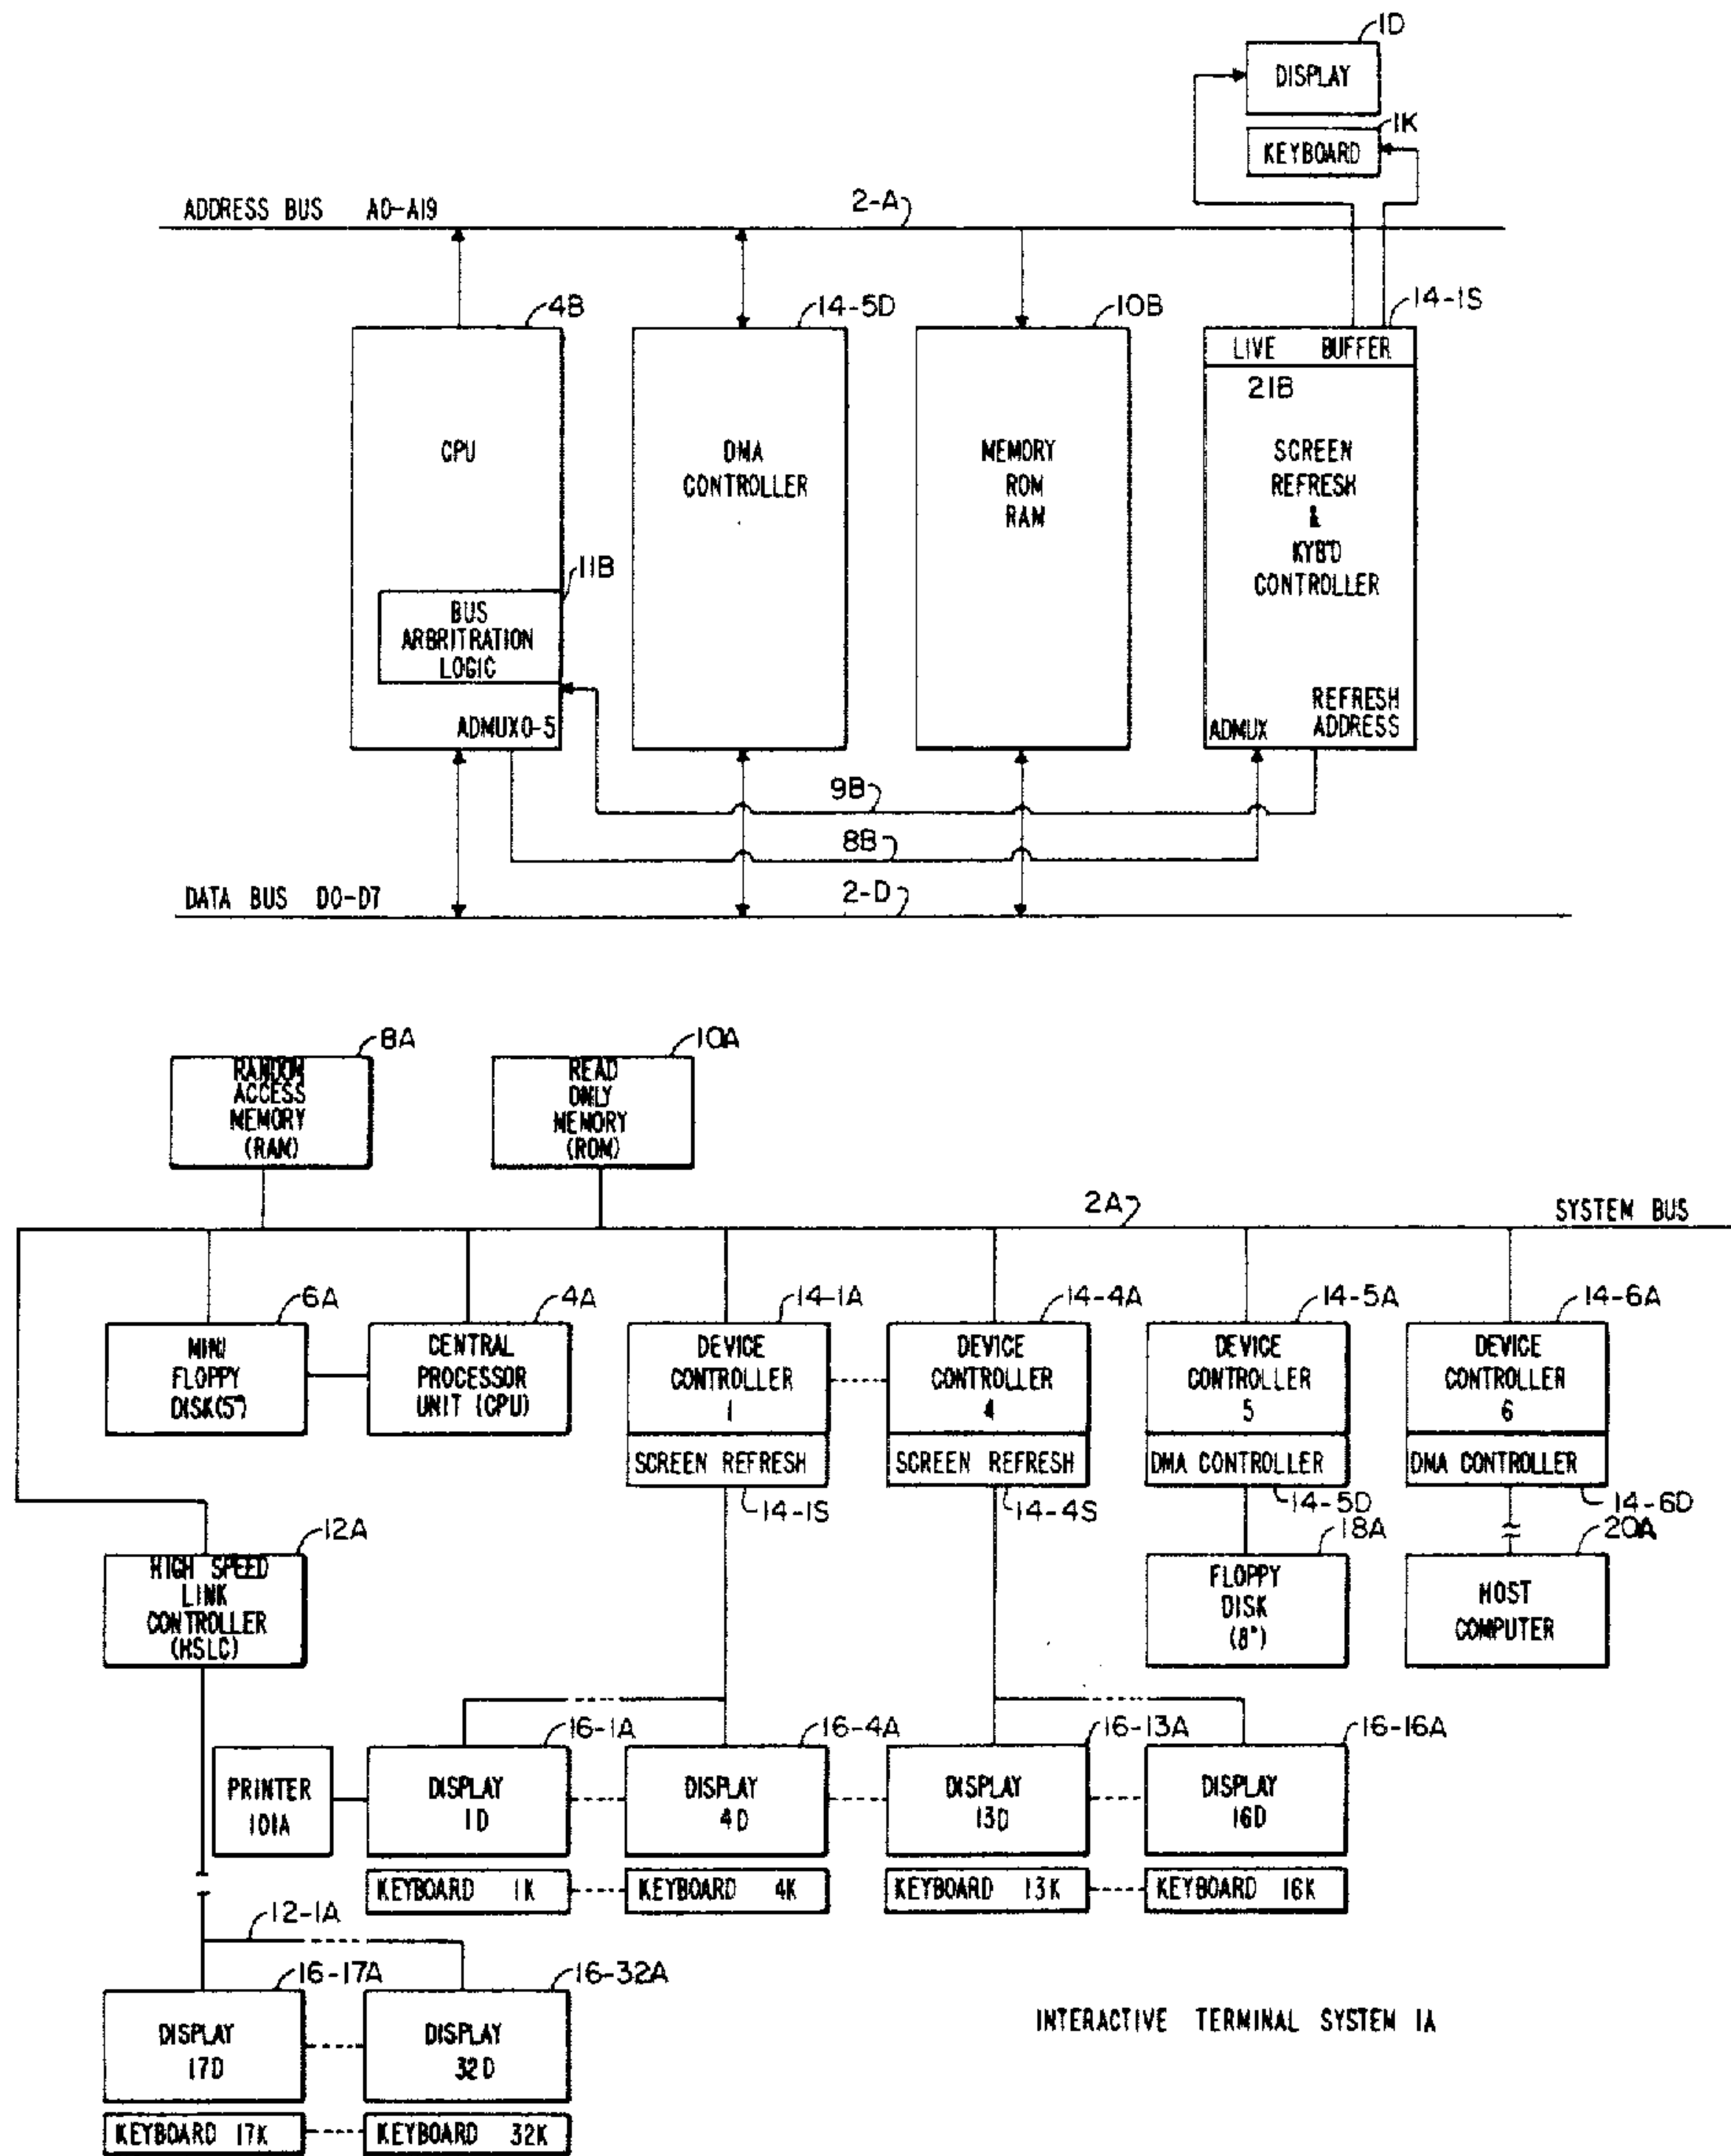 1D
DISPLAY
1K
KEYBOARD
ADDRESS BUS A0-A19
2-A
4B
14-5D
10B
14-1S
LIVE BUFFER
21B
CPU
DMA
CONTROLLER
MEMORY
ROM
RAM
SCREEN
REFRESH
&
KYB'D
CONTROLLER
11B
BUS
ARBRITRATION
LOGIC
ADMUX0-5
ADMUX
REFRESH
ADDRESS
9B
8B
DATA BUS D0-D7
2-D
8A
RANDOM
ACCESS
MEMORY
(RAM)
10A
READ
ONLY
MEMORY
(ROM)
2A
SYSTEM BUS
6A
MINI
FLOPPY
DISK(5")
4A
CENTRAL
PROCESSOR
UNIT (CPU)
14-1A
DEVICE
CONTROLLER
1
SCREEN REFRESH
14-1S
14-4A
DEVICE
CONTROLLER
4
SCREEN REFRESH
14-4S
14-5A
DEVICE
CONTROLLER
5
DMA CONTROLLER
14-5D
14-6A
DEVICE
CONTROLLER
6
DMA CONTROLLER
14-6D
12A
HIGH SPEED
LINK
CONTROLLER
(HSLC)
18A
FLOPPY
DISK
(8")
20A
HOST
COMPUTER
PRINTER
101A
16-1A
DISPLAY
1D
16-4A
DISPLAY
4D
16-13A
DISPLAY
13D
16-16A
DISPLAY
16D
KEYBOARD 1K
KEYBOARD 4K
KEYBOARD 13K
KEYBOARD 16K
12-1A
16-17A
DISPLAY
17D
16-32A
DISPLAY
32D
KEYBOARD 17K
KEYBOARD 32K
INTERACTIVE TERMINAL SYSTEM 1A